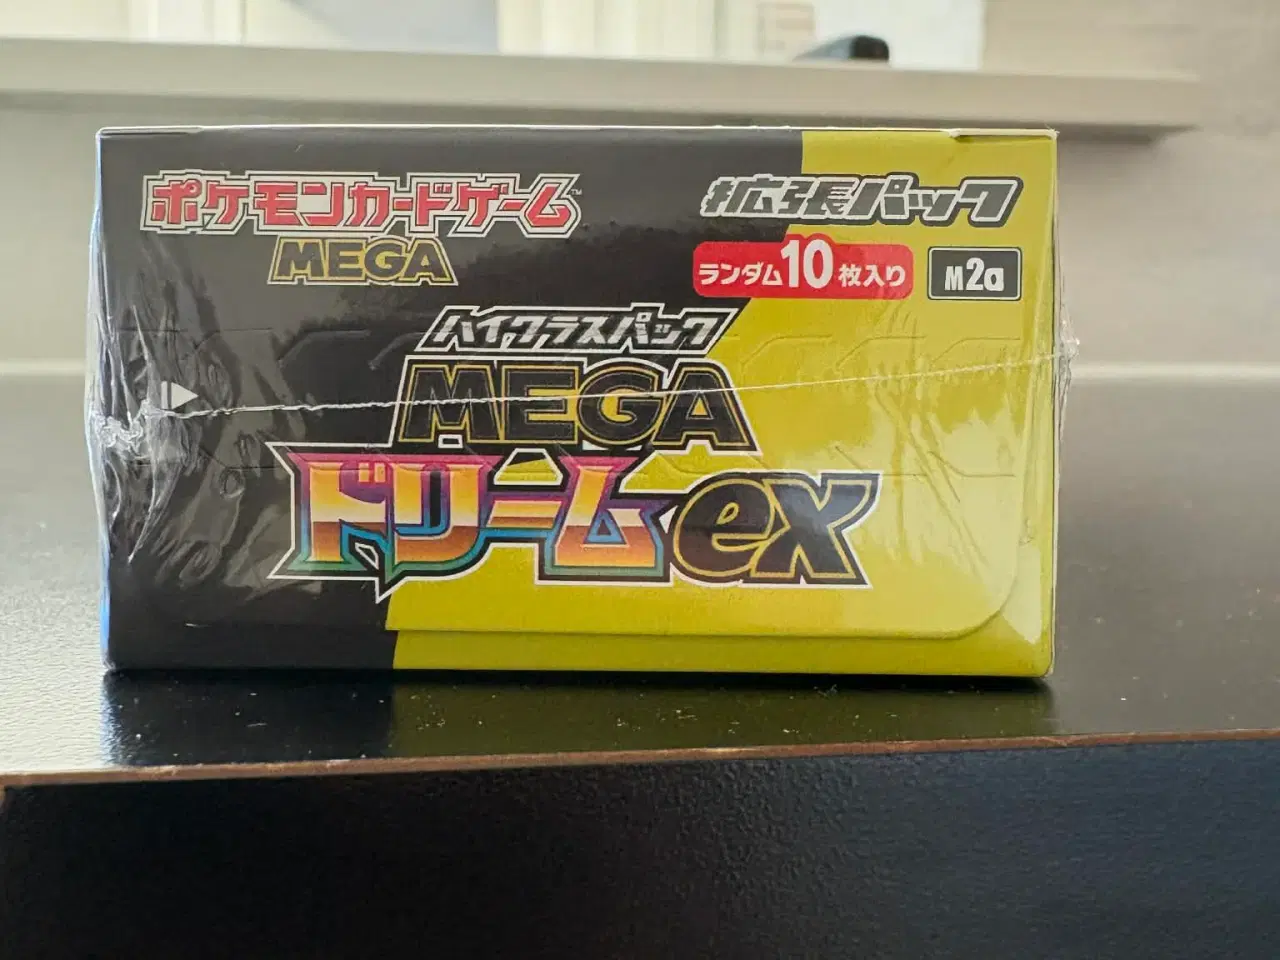 ポケモンカードゲーム™
MEGA
拡張パック
ランダム10枚入り
M2a
ハイクラスパック
MEGA
ドリームex